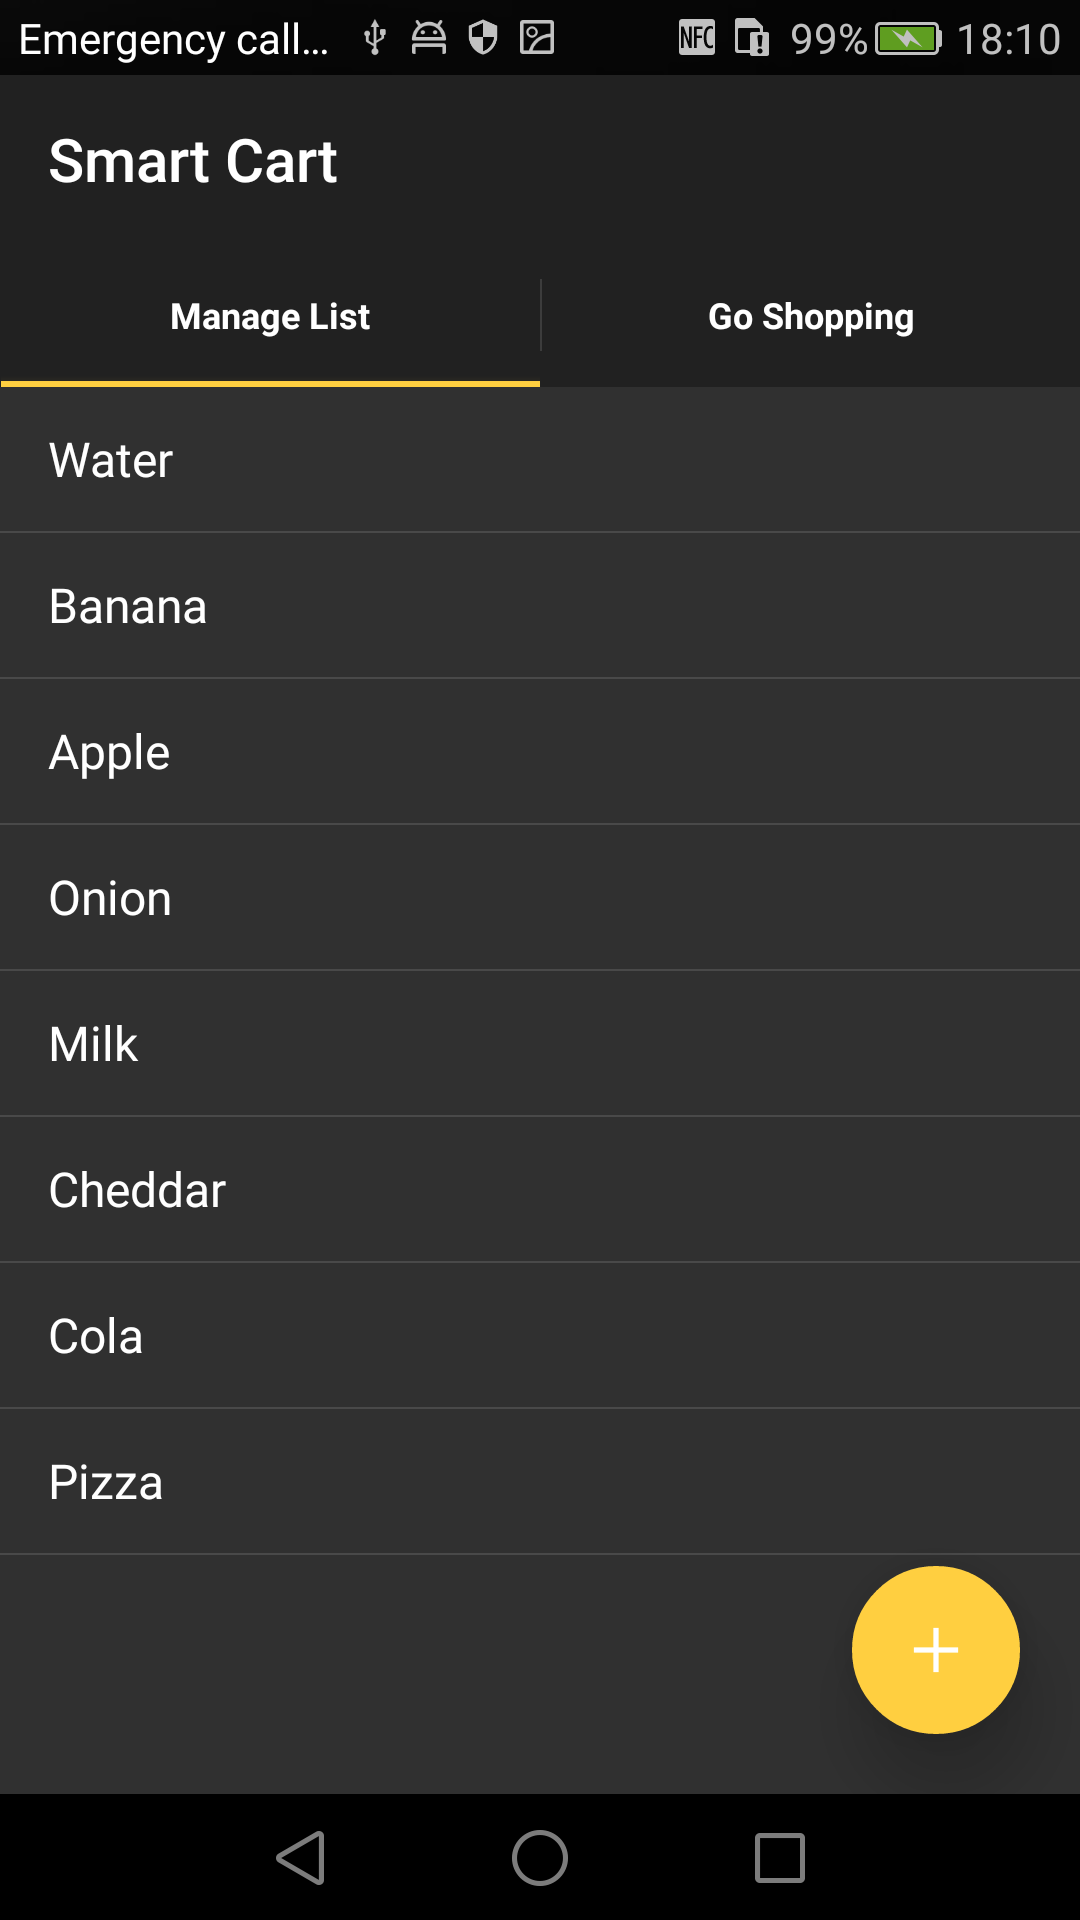 Emergency call... NFC 99% 18:10
Smart Cart
Manage List Go Shopping
Water
Banana
Apple
Onion
Milk
Cheddar
Cola
Pizza